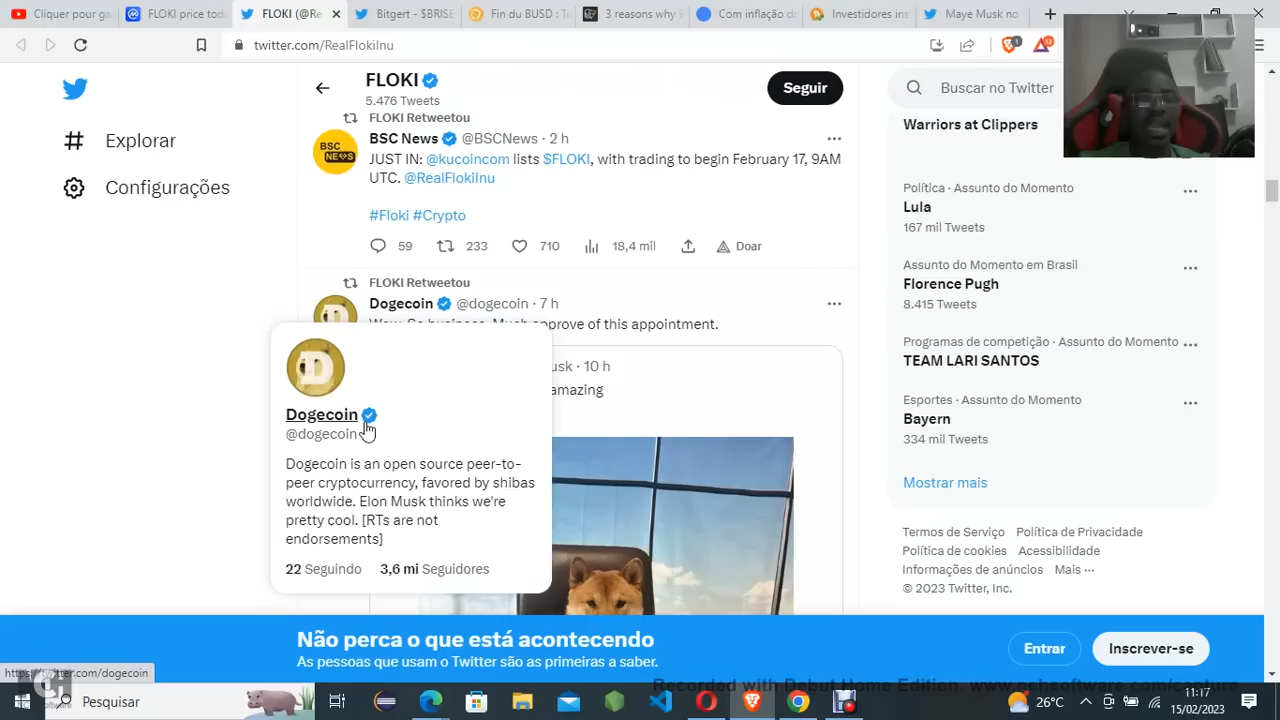 Cliquer pour ga
FLOKI price toda
FLOKI (@Re
Bitgert - $BRISE
Fin du BUSD : T
3 reasons why
Com inflação d
Investidores ins
Maye Musk no
twitter.com/RealFlokiInu
Explorar
Configurações
FLOKI
5.476 Tweets
Seguir
FLOKI Retweetou
BSC News @BSCNews · 2 h
BSC
NEWS
JUST IN: @kucoincom lists $FLOKI, with trading to begin February 17, 9AM
UTC. @RealFlokiInu
#Floki #Crypto
59 233 710 18,4 mil Doar
FLOKI Retweetou
Dogecoin @dogecoin · 7 h
approve of this appointment.
usk · 10 h
amazing
Dogecoin
@dogecoin
Dogecoin is an open source peer-to-
peer cryptocurrency, favored by shibas
worldwide. Elon Musk thinks we're
pretty cool. [RTs are not
endorsements]
22 Seguindo 3,6 mi Seguidores
Buscar no Twitter
Warriors at Clippers
Política · Assunto do Momento
Lula
167 mil Tweets
Assunto do Momento em Brasil
Florence Pugh
8.415 Tweets
Programas de competição · Assunto do Momento
TEAM LARI SANTOS
Esportes · Assunto do Momento
Bayern
334 mil Tweets
Mostrar mais
Termos de Serviço Política de Privacidade
Política de cookies Acessibilidade
Informações de anúncios Mais ···
© 2023 Twitter, Inc.
Não perca o que está acontecendo
As pessoas que usam o Twitter são as primeiras a saber.
Entrar
Inscrever-se
https://twitter.com/dogecoin
Recorded with Debut Home Edition. www.nchsoftware.com/capture
Pesquisar
26°C
11:17
15/02/2023